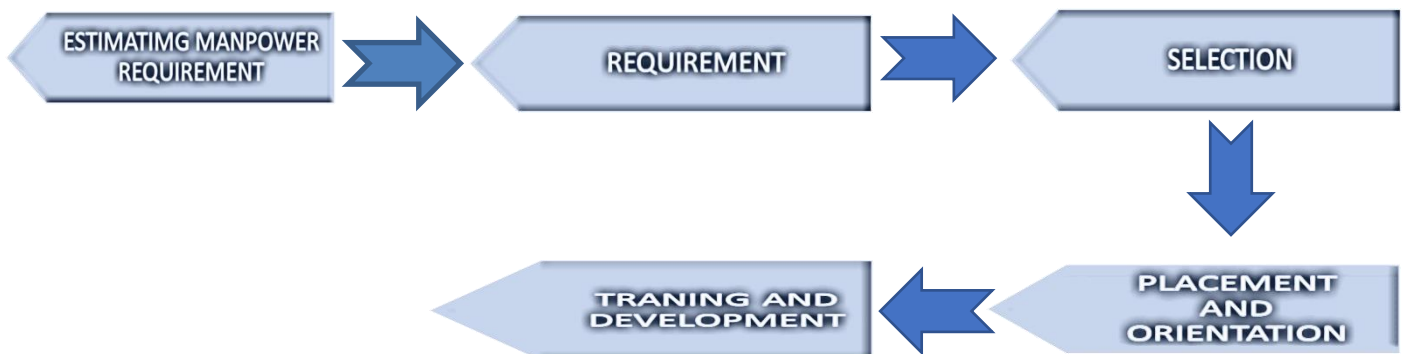 ESTIMATIMG MANPOWER
REQUIREMENT
REQUIREMENT
SELECTION
PLACEMENT
AND
ORIENTATION
TRANING AND
DEVELOPMENT